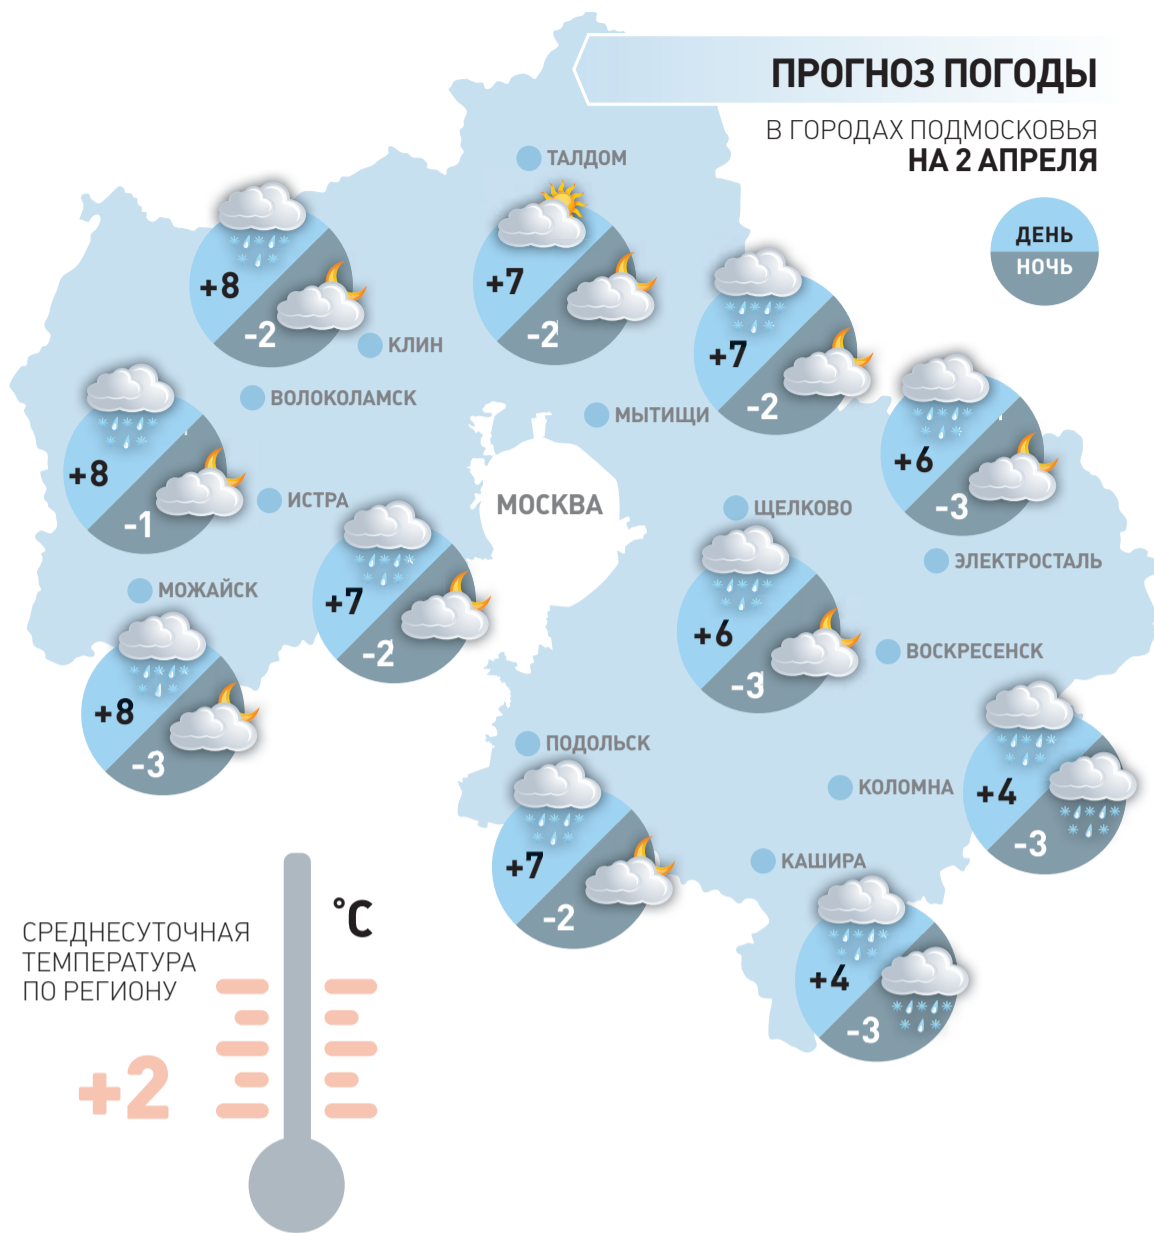 ПРОГНОЗ ПОГОДЫ
В ГОРОДАХ ПОДМОСКОВЬЯ
НА 2 АПРЕЛЯ
ДЕНЬ
НОЧЬ
ТАЛДОМ
+8
-2
+7
-2
КЛИН
+7
-2
ВОЛОКОЛАМСК
МЫТИЩИ
+8
-1
+6
-3
ИСТРА
МОСКВА
ЩЕЛКОВО
ЭЛЕКТРОСТАЛЬ
МОЖАЙСК
+7
-2
+6
-3
ВОСКРЕСЕНСК
+8
-3
ПОДОЛЬСК
КОЛОМНА
+4
-3
+7
-2
КАШИРА
+4
-3
°C
СРЕДНЕСУТОЧНАЯ
ТЕМПЕРАТУРА
ПО РЕГИОНУ
+2